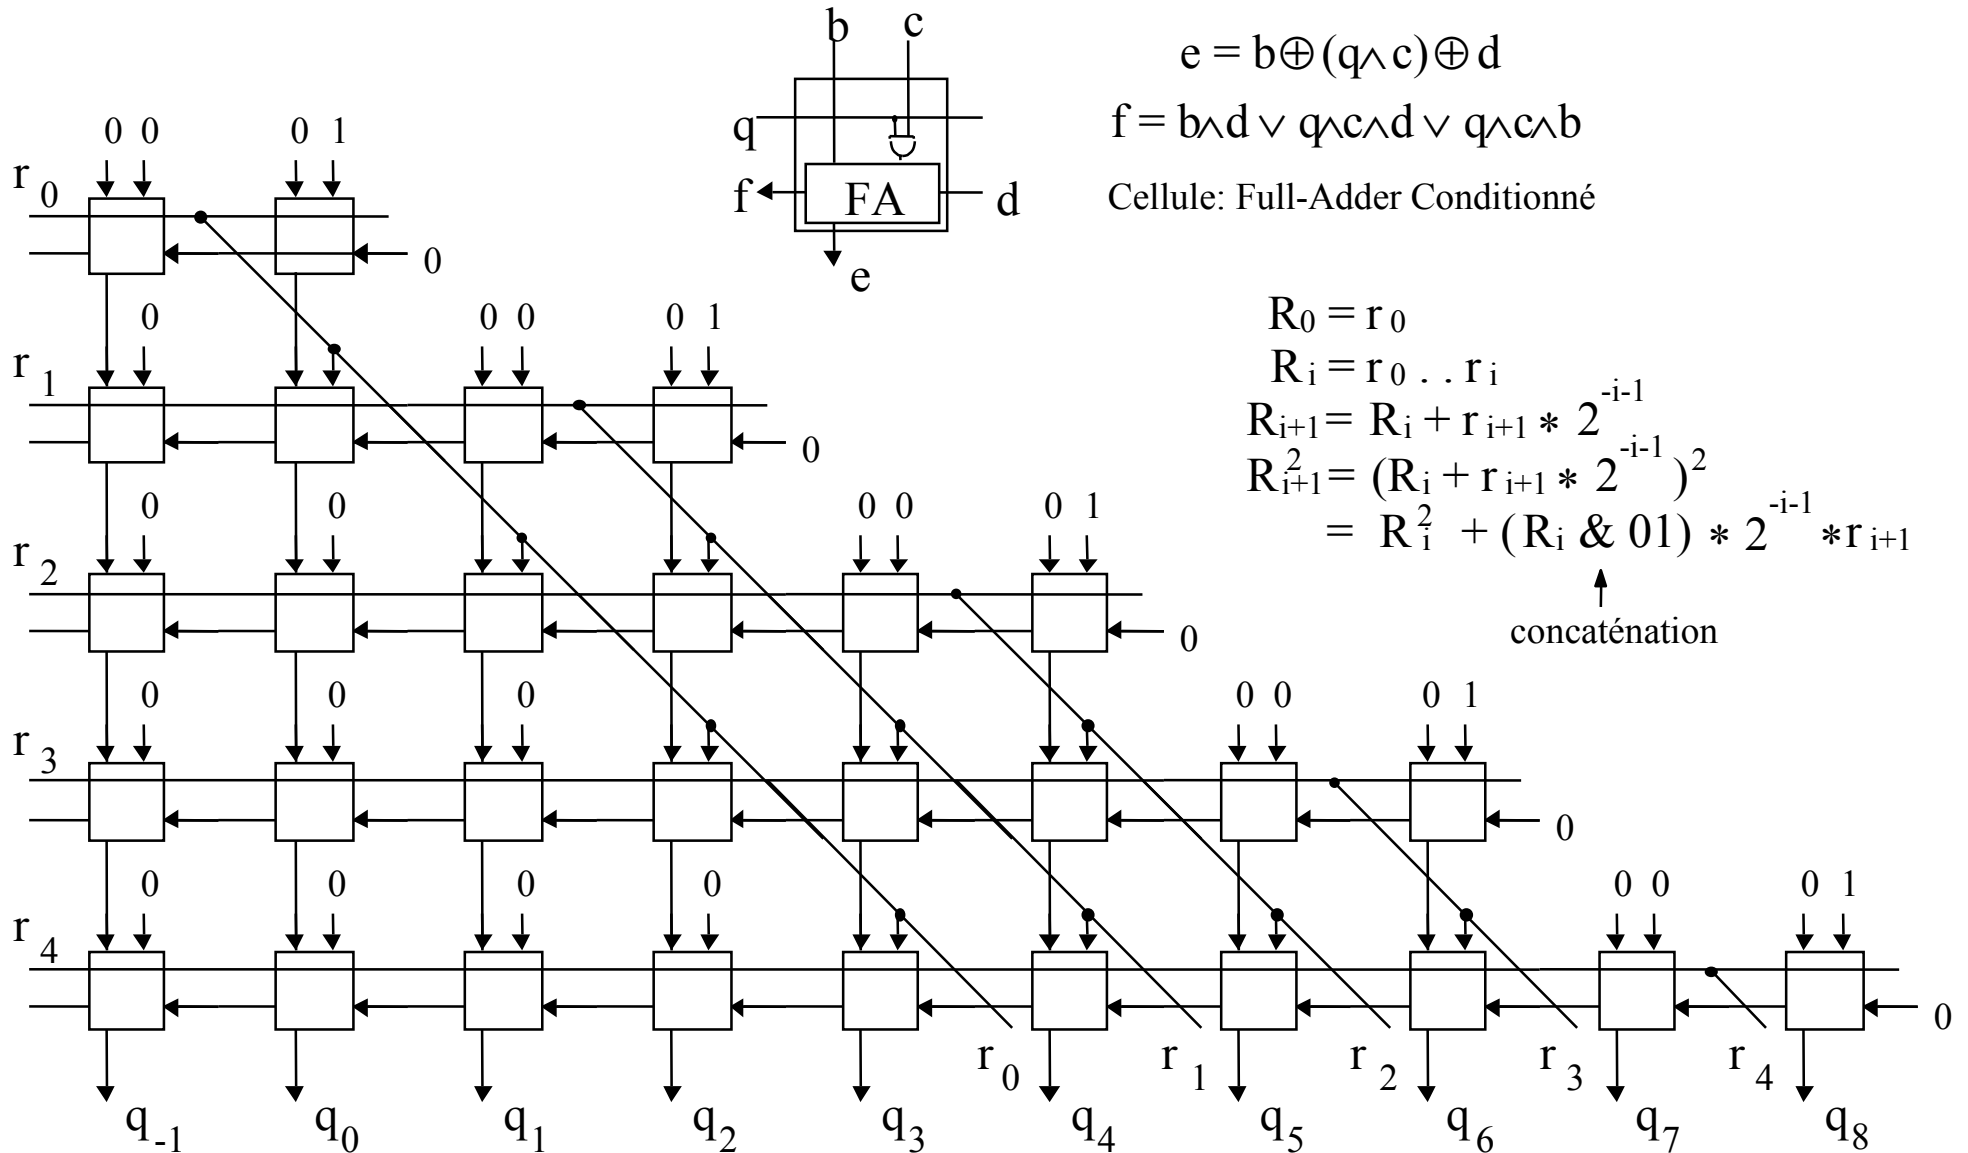 b c
e = b⊕(q∧c)⊕d
q
f = b∧d ∨ q∧c∧d ∨ q∧c∧b
f FA d
Cellule: Full-Adder Conditionné
e
0 0 0 1
r 0
0
R0 = r 0
R i = r 0 . . r i
R i+1 = R i + r i+1 * 2 -i-1
R 2 i+1 = (R i + r i+1 * 2 -i-1 ) 2
= R 2 i + ( R i & 01) * 2 -i-1 * r i+1
concaténation
0 0 0 0 1
r 1
0
0 0 0 0 0 1
r 2
0
0 0 0 0 0 0 1
r 3
0
0 0 0 0 0 0 0 1
r 4
0
r 0 r 1 r 2 r 3 r 4
q-1 q0 q1 q2 q3 q4 q5 q6 q7 q8